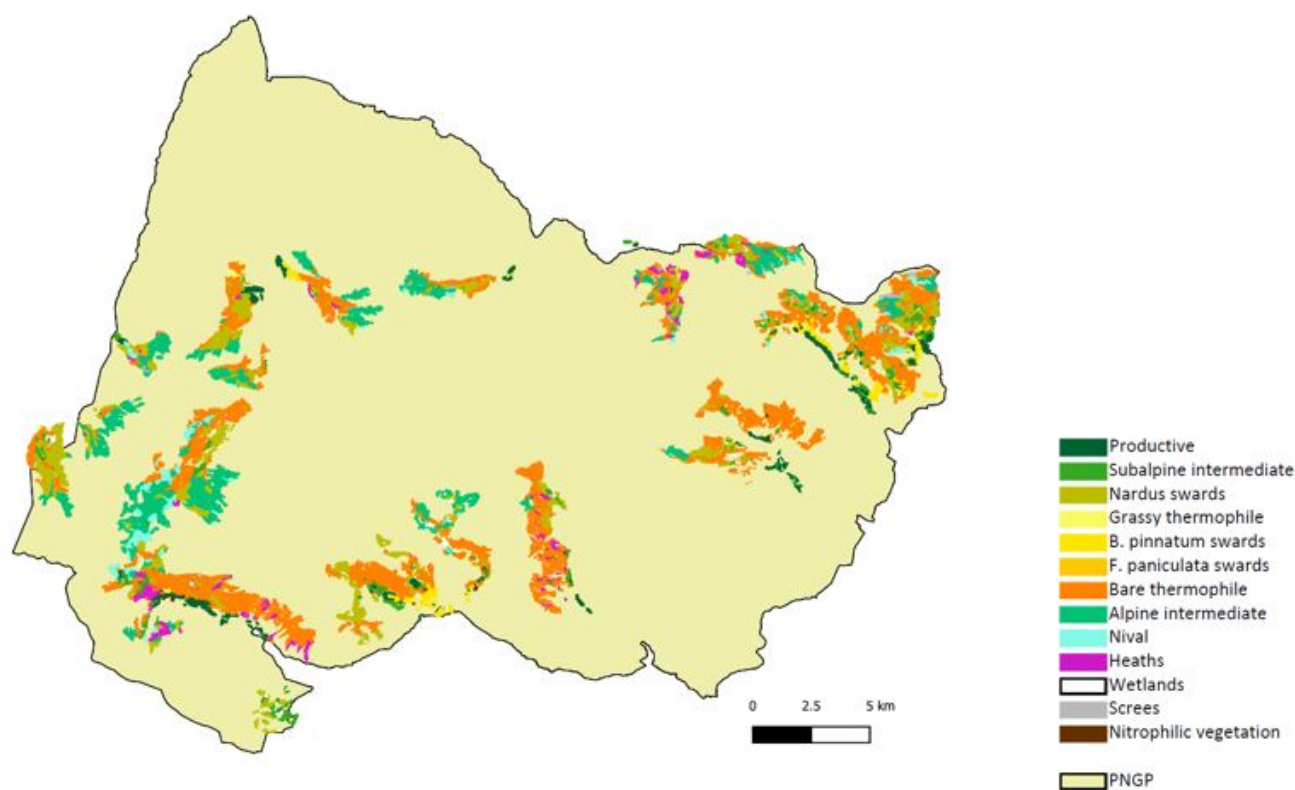 Productive
Subalpine intermediate
Nardus swards
Grassy thermophile
B. pinnatum swards
F. paniculata swards
Bare thermophile
Alpine intermediate
Nival
Heaths
Wetlands
Screes
Nitrophilic vegetation
PNGP
0 2.5 5 km